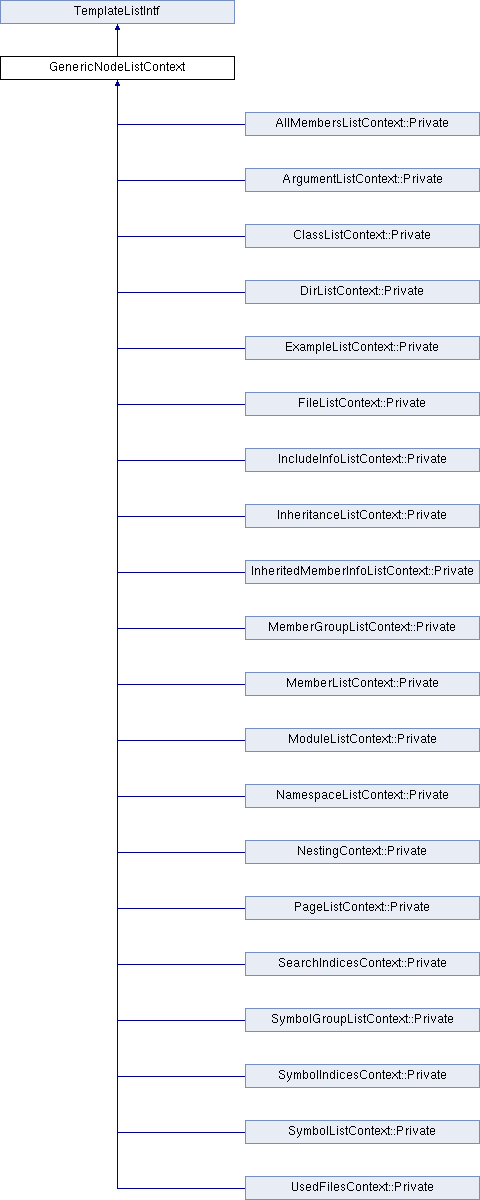 TemplateListIntf
GenericNodeListContext
AllMembersListContext::Private
ArgumentListContext::Private
ClassListContext::Private
DirListContext::Private
ExampleListContext::Private
FileListContext::Private
IncludeInfoListContext::Private
InheritanceListContext::Private
InheritedMemberInfoListContext::Private
MemberGroupListContext::Private
MemberListContext::Private
ModuleListContext::Private
NamespaceListContext::Private
NestingContext::Private
PageListContext::Private
SearchIndicesContext::Private
SymbolGroupListContext::Private
SymbolIndicesContext::Private
SymbolListContext::Private
UsedFilesContext::Private